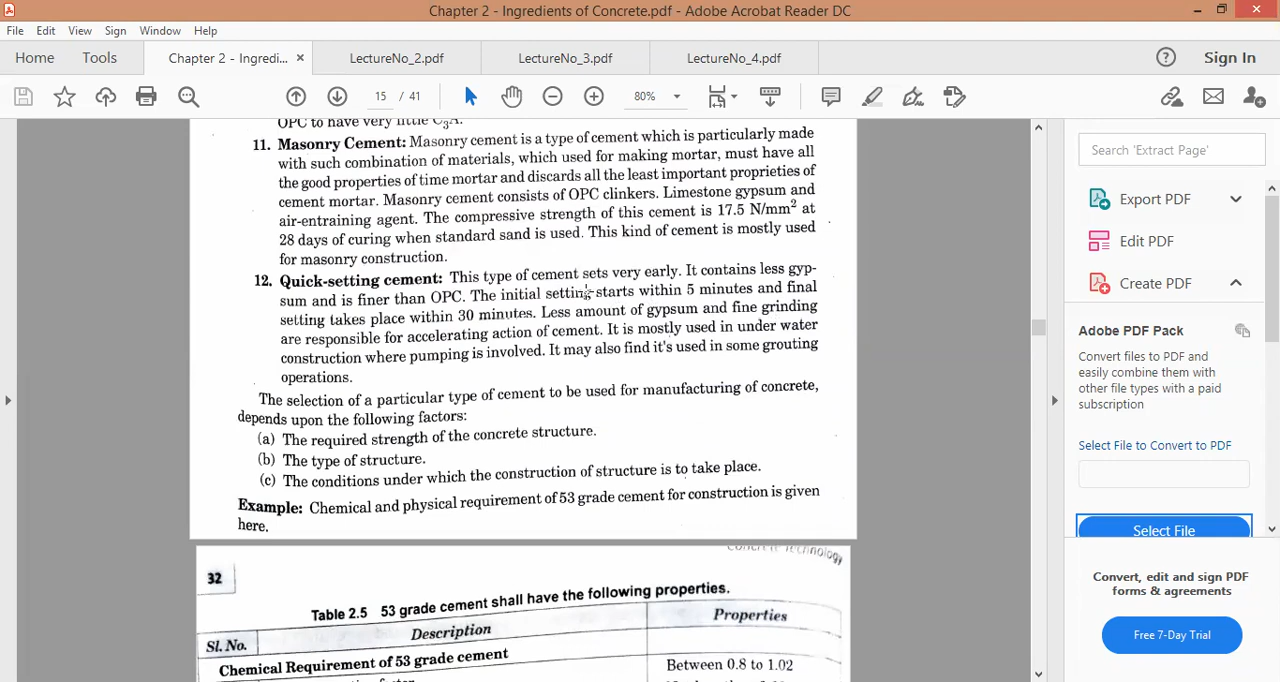 Chapter 2 - Ingredients of Concrete.pdf - Adobe Acrobat Reader DC
File Edit View Sign Window Help
Home Tools Chapter 2 - Ingredi... × LectureNo_2.pdf LectureNo_3.pdf LectureNo_4.pdf ? Sign In
15 / 41 80%
OPC to have very little C3A.
11. Masonry Cement: Masonry cement is a type of cement which is particularly made
with such combination of materials, which used for making mortar, must have all
the good properties of time mortar and discards all the least important proprieties of
cement mortar. Masonry cement consists of OPC clinkers. Limestone gypsum and
air-entraining agent. The compressive strength of this cement is 17.5 N/mm2 at
28 days of curing when standard sand is used. This kind of cement is mostly used
for masonry construction.
12. Quick-setting cement: This type of cement sets very early. It contains less gyp-
sum and is finer than OPC. The initial setting starts within 5 minutes and final
setting takes place within 30 minutes. Less amount of gypsum and fine grinding
are responsible for accelerating action of cement. It is mostly used in under water
construction where pumping is involved. It may also find it's used in some grouting
operations.
The selection of a particular type of cement to be used for manufacturing of concrete,
depends upon the following factors:
(a) The required strength of the concrete structure.
(b) The type of structure.
(c) The conditions under which the construction of structure is to take place.
Example: Chemical and physical requirement of 53 grade cement for construction is given
here.
Concrete Technology
32
Table 2.5 53 grade cement shall have the following properties.
Sl. No. Description Properties
Chemical Requirement of 53 grade cement
Between 0.8 to 1.02
Search 'Extract Page'
Export PDF
Edit PDF
Create PDF
Adobe PDF Pack
Convert files to PDF and
easily combine them with
other file types with a paid
subscription
Select File to Convert to PDF
Select File
Convert, edit and sign PDF
forms & agreements
Free 7-Day Trial